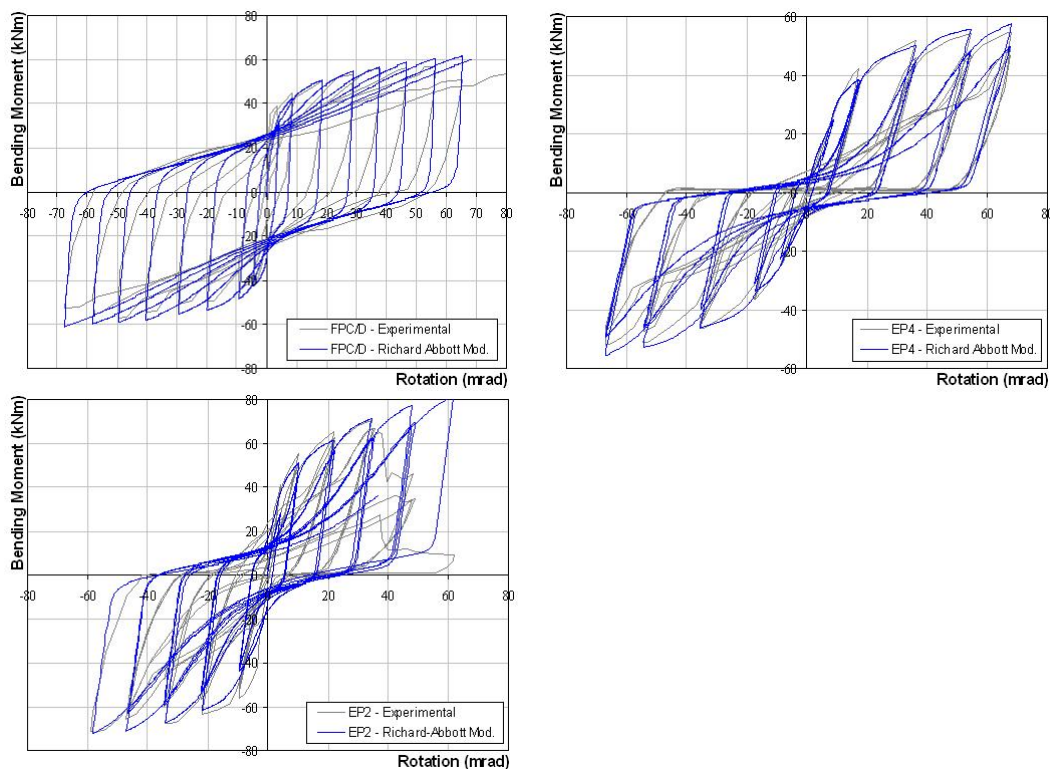 Bending Moment (kNm)
80
60
40
20
0
-20
-40
-60
-80
-80 -70 -60 -50 -40 -30 -20 -10 0 10 20 30 40 50 60 70 80
FPC/D - Experimental
FPC/D - Richard Abbott Mod.
Rotation (mrad)
Bending Moment (kNm)
60
40
20
0
-20
-40
-60
-80 -60 -40 -20 0 20 40 60 80
Rotation (mrad)
EP4 - Experimental
EP4 - Richard Abbott Mod.
Rotation (mrad)
Bending Moment (kNm)
80
60
40
20
0
-20
-40
-60
-80
-80 -60 -40 -20 0 20 40 60 80
EP2 - Experimental
EP2 - Richard-Abbott Mod.
Rotation (mrad)